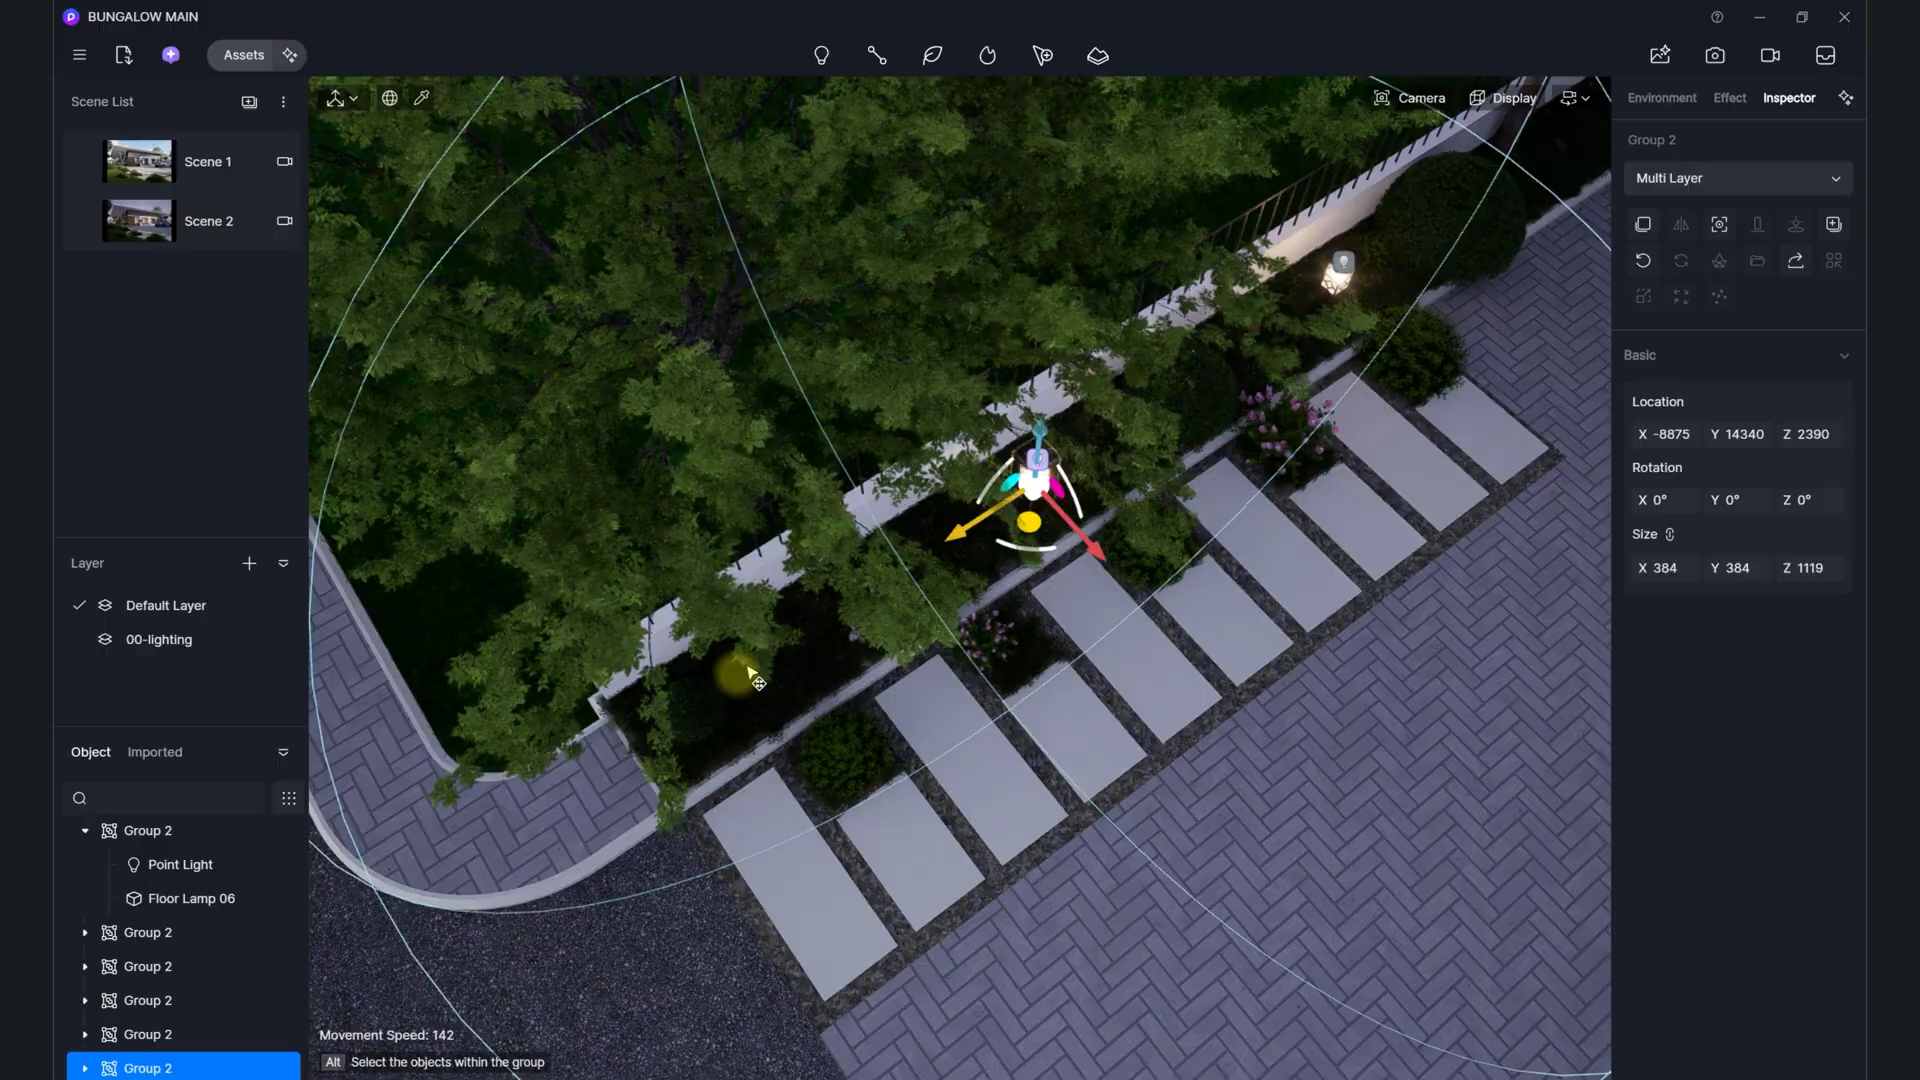 BUNGALOW MAIN
Assets
Scene List
Scene 1
Scene 2
Camera
Display
Environment
Effect
Inspector
Group 2
Multi Layer
Basic
Location
X -8875 Y 14340 Z 2390
Rotation
X 0° Y 0° Z 0°
Size
X 384 Y 384 Z 1119
Layer
Default Layer
00-lighting
Object
Imported
Group 2
Point Light
Floor Lamp 06
Group 2
Group 2
Group 2
Group 2
Group 2
Movement Speed: 142
Alt Select the objects within the group